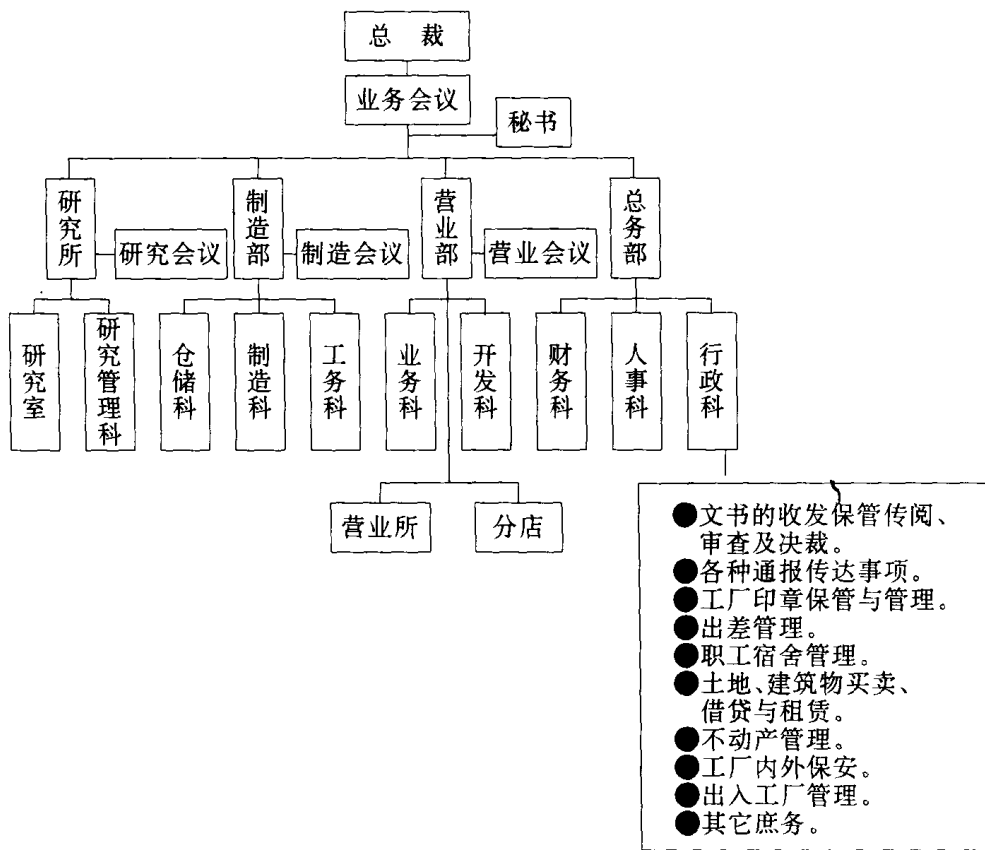 总 裁
业务会议
秘书
研究所
研究会议
制造部
制造会议
营业部
营业会议
总务部
研究室
研究管理科
仓储科
制造科
工务科
业务科
开发科
财务科
人事科
行政科
营业所
分店
●文书的收发保管传阅、
审查及决裁。
●各种通报传达事项。
●工厂印章保管与管理。
●出差管理。
●职工宿舍管理。
●土地、建筑物买卖、
借贷与租赁。
●不动产管理。
●工厂内外保安。
●出入工厂管理。
●其它庶务。